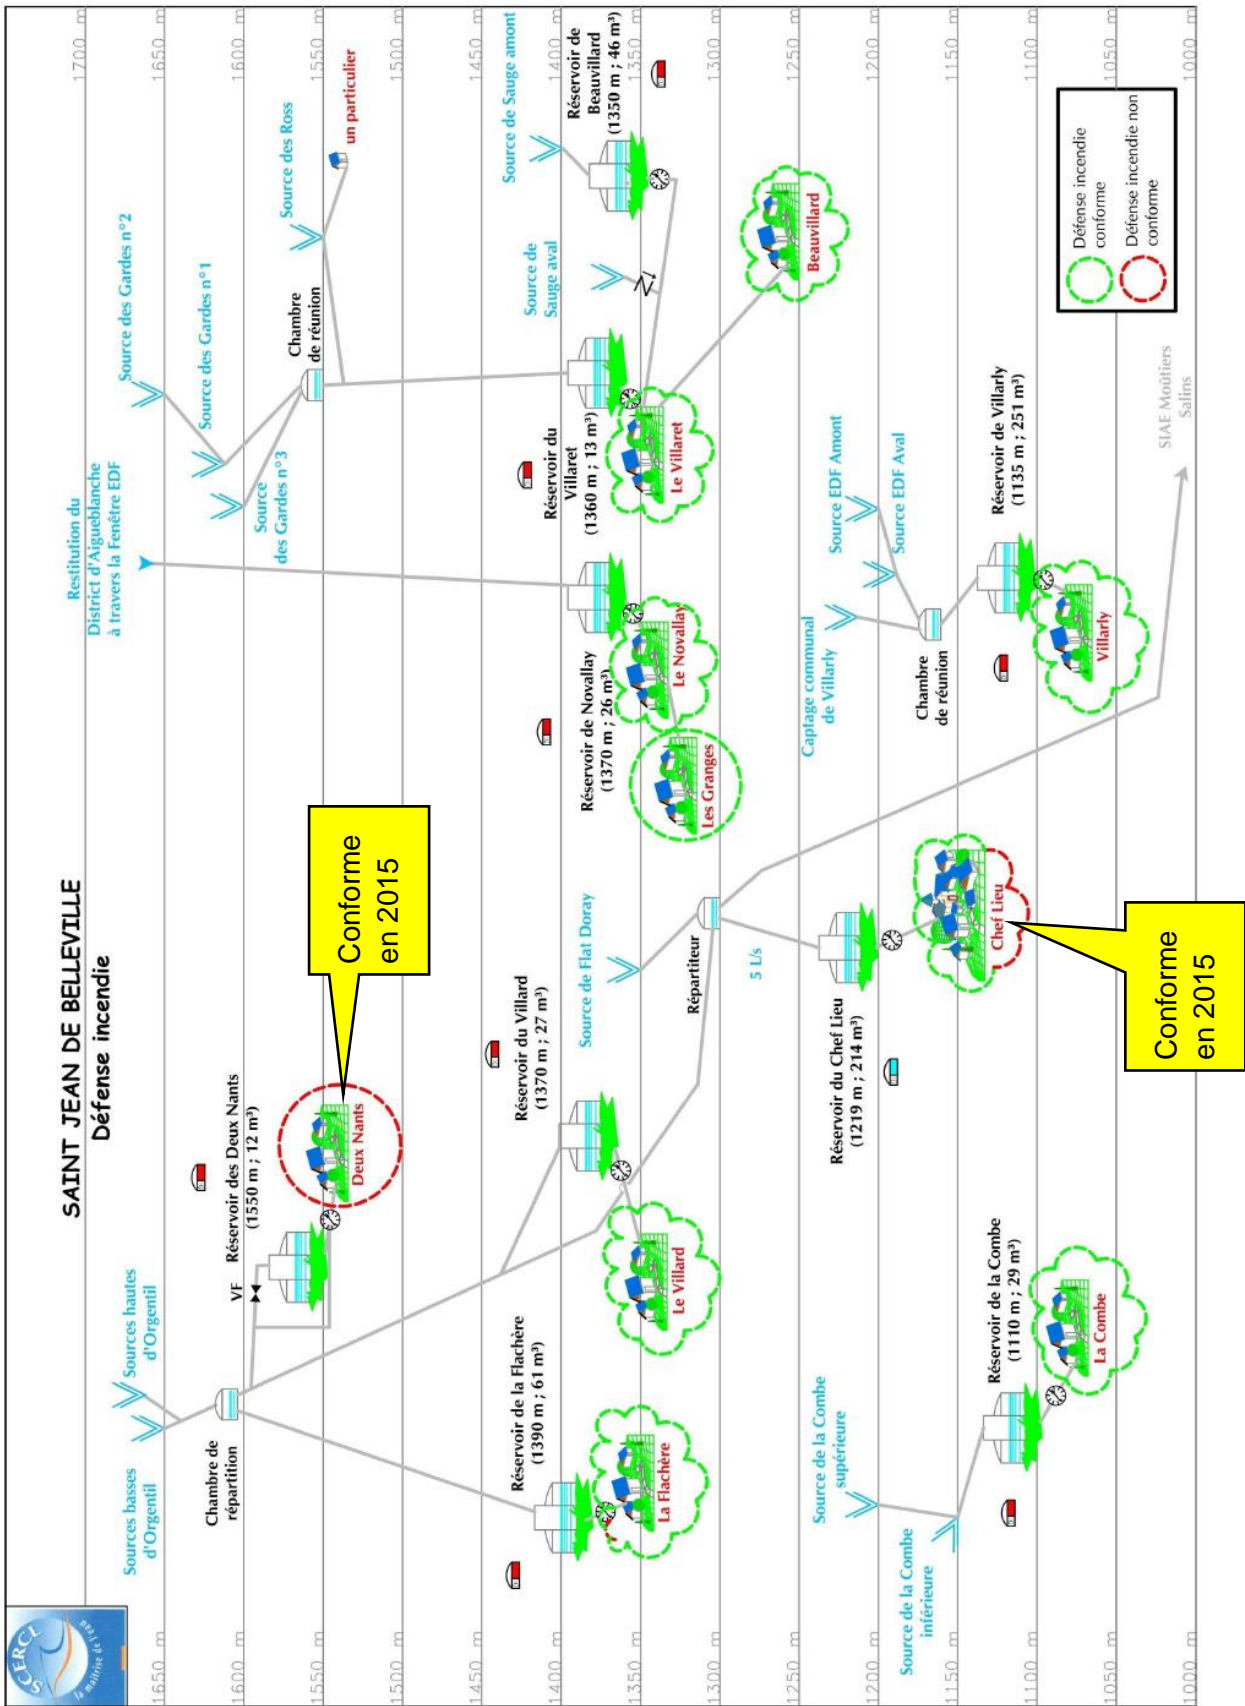 SAINT JEAN DE BELLEVILLE
Défense incendie
SCERCL
la maîtrise de l'eau
1700 m
1650 m
1600 m
1550 m
1500 m
1450 m
1400 m
1350 m
1300 m
1250 m
1200 m
1150 m
1100 m
1050 m
1000 m
Sources basses
d'Orgentil
Sources hautes
d'Orgentil
Chambre de
répartition
VF
Réservoir des Deux Nants
(1550 m ; 12 m³)
Deux Nants
Conforme
en 2015
Restitution du
District d'Aigueblanche
à travers la Fenêtre EDF
Source des Gardes n°2
Source des Gardes n°1
Source
des Gardes n°3
Chambre
de réunion
Source des Ross
un particulier
Réservoir de la Flachère
(1390 m ; 61 m³)
La Flachère
Réservoir du Villard
(1370 m ; 27 m³)
Le Villard
Source de Flat Doray
Répartiteur
5 L/s
Réservoir de Novallay
(1370 m ; 26 m³)
Les Granges
Le Novallay
Réservoir du
Villaret
(1360 m ; 13 m³)
Le Villaret
Source de
Sauge aval
Source de Sauge amont
Réservoir de
Beauvillard
(1350 m ; 46 m³)
Beauvillard
Source de la Combe
supérieure
Source de la Combe
inférieure
Réservoir de la Combe
(1110 m ; 29 m³)
La Combe
Réservoir du Chef Lieu
(1219 m ; 214 m³)
Chef Lieu
Conforme
en 2015
Captage communal
de Villarly
Source EDF Amont
Source EDF Aval
Chambre
de réunion
Réservoir de Villarly
(1135 m ; 251 m³)
Villarly
SIAE Moûtiers
Salins
Défense incendie
conforme
Défense incendie non
conforme